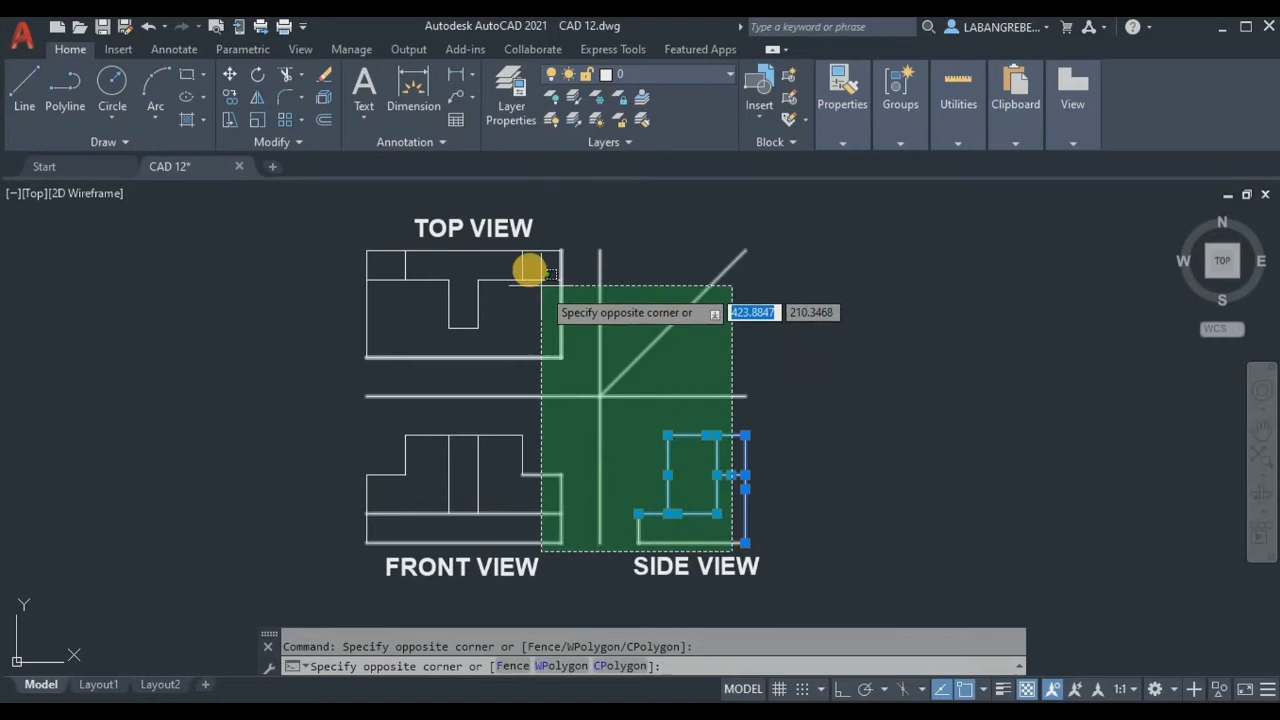 Autodesk AutoCAD 2021 CAD 12.dwg
Type a keyword or phrase
LABANGREBE...
Home Insert Annotate Parametric View Manage Output Add-ins Collaborate Express Tools Featured Apps
0
Line Polyline Circle Arc Text Dimension Layer Properties Insert Properties Groups Utilities Clipboard View
Draw Modify Annotation Layers Block
Start CAD 12*
[−][Top][2D Wireframe]
TOP VIEW
N
W TOP E
S
WCS
Specify opposite corner or 423.8847 210.3468
FRONT VIEW SIDE VIEW
Y
X
Command: Specify opposite corner or [Fence/WPolygon/CPolygon]:
Specify opposite corner or [Fence WPolygon CPolygon]:
Model Layout1 Layout2 + MODEL 1:1